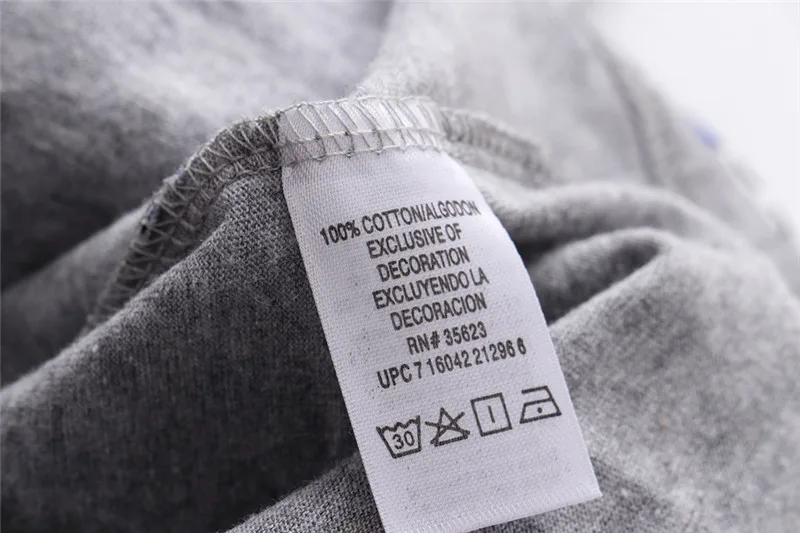 100% COTTON/ALGODON
EXCLUSIVE OF
DECORATION
EXCLUYENDO LA
DECORACION
RN# 35623
UPC 7 16042 21296 6
30